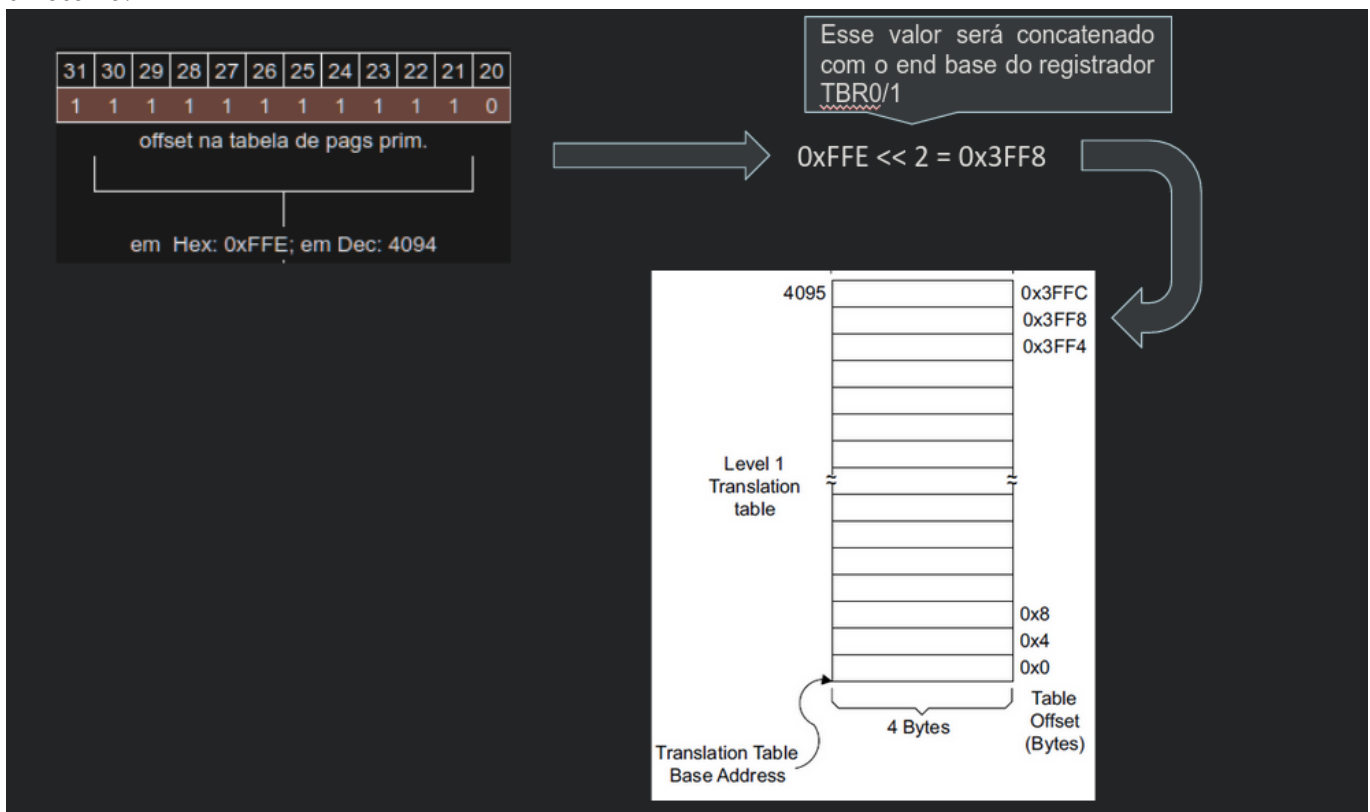 31 30 29 28 27 26 25 24 23 22 21 20
1 1 1 1 1 1 1 1 1 1 1 0
offset na tabela de pags prim.
em Hex: 0xFFE; em Dec: 4094
Esse valor será concatenado
com o end base do registrador
TBR0/1
0xFFE << 2 = 0x3FF8
4095
0x3FFC
0x3FF8
0x3FF4
Level 1
Translation
table
0x8
0x4
0x0
4 Bytes
Table
Offset
(Bytes)
Translation Table
Base Address